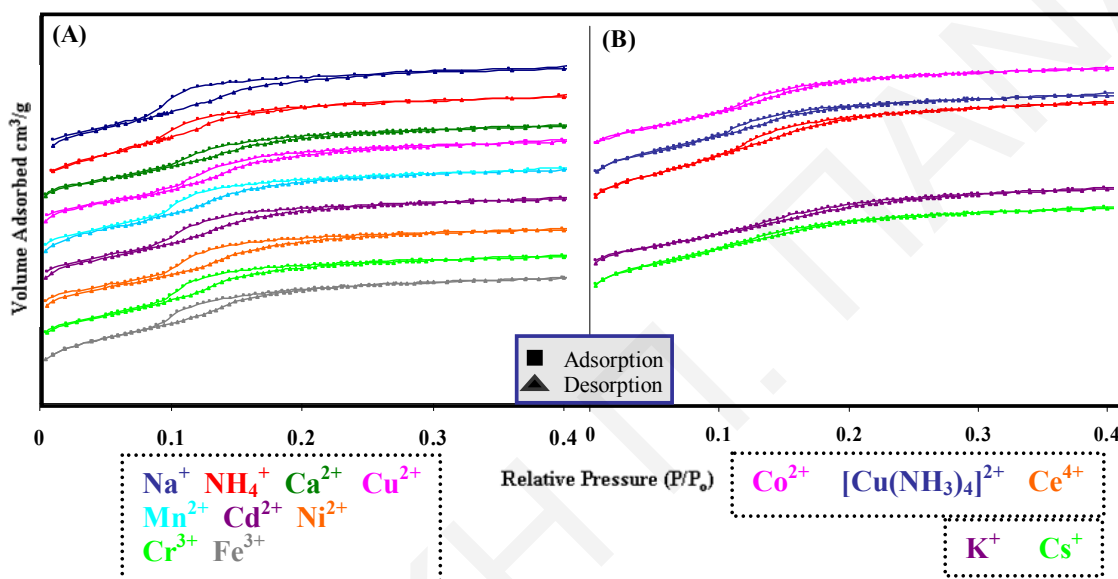 (A)
(B)
Volume Adsorbed cm³/g
Adsorption
Desorption
0 0.1 0.2 0.3 0.4 0.1 0.2 0.3 0.4
Relative Pressure (P/Pₒ)
Na⁺ NH₄⁺ Ca²⁺ Cu²⁺
Mn²⁺ Cd²⁺ Ni²⁺
Cr³⁺ Fe³⁺
Co²⁺ [Cu(NH₃)₄]²⁺ Ce⁴⁺
K⁺ Cs⁺